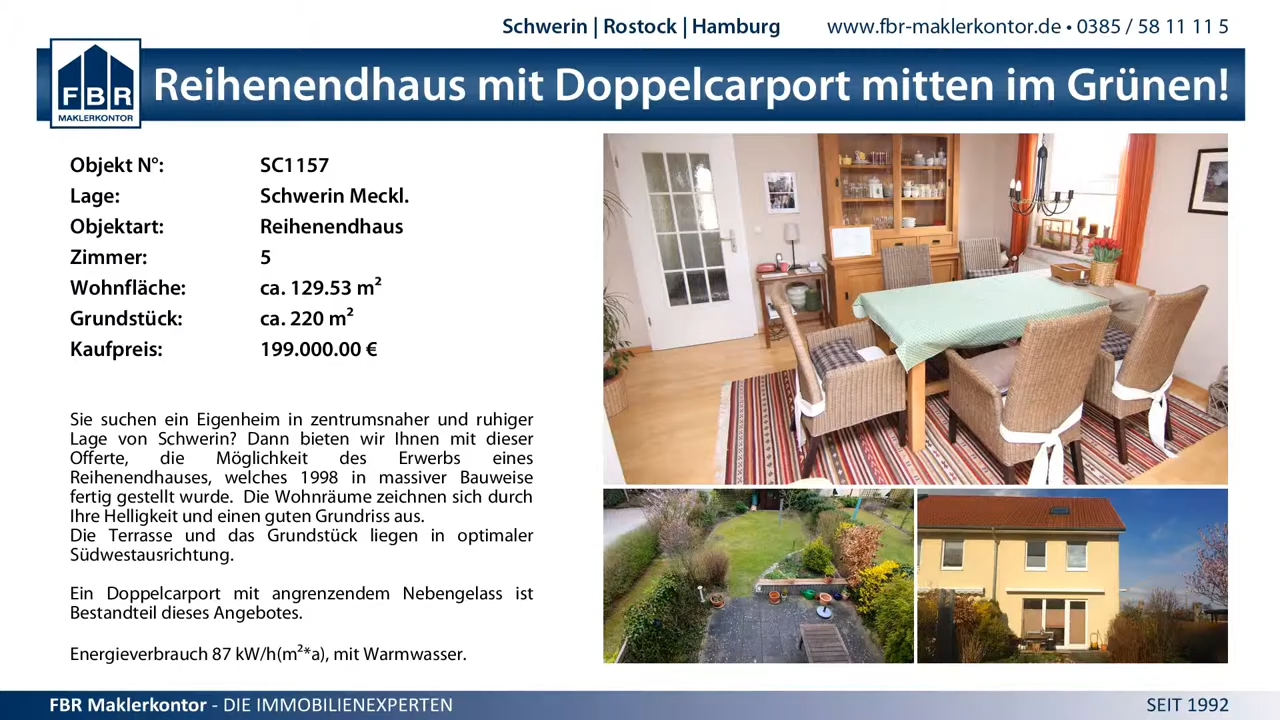 Schwerin | Rostock | Hamburg www.fbr-maklerkontor.de • 0385 / 58 11 11 5
FBR
MAKLERKONTOR
Reihenendhaus mit Doppelcarport mitten im Grünen!
Objekt N°: SC1157
Lage: Schwerin Meckl.
Objektart: Reihenendhaus
Zimmer: 5
Wohnfläche: ca. 129.53 m²
Grundstück: ca. 220 m²
Kaufpreis: 199.000.00 €
Sie suchen ein Eigenheim in zentrumsnaher und ruhiger
Lage von Schwerin? Dann bieten wir Ihnen mit dieser
Offerte, die Möglichkeit des Erwerbs eines
Reihenendhauses, welches 1998 in massiver Bauweise
fertig gestellt wurde. Die Wohnräume zeichnen sich durch
Ihre Helligkeit und einen guten Grundriss aus.
Die Terrasse und das Grundstück liegen in optimaler
Südwestausrichtung.
Ein Doppelcarport mit angrenzendem Nebengelass ist
Bestandteil dieses Angebotes.
Energieverbrauch 87 kW/h(m²*a), mit Warmwasser.
FBR Maklerkontor - DIE IMMOBILIENEXPERTEN SEIT 1992